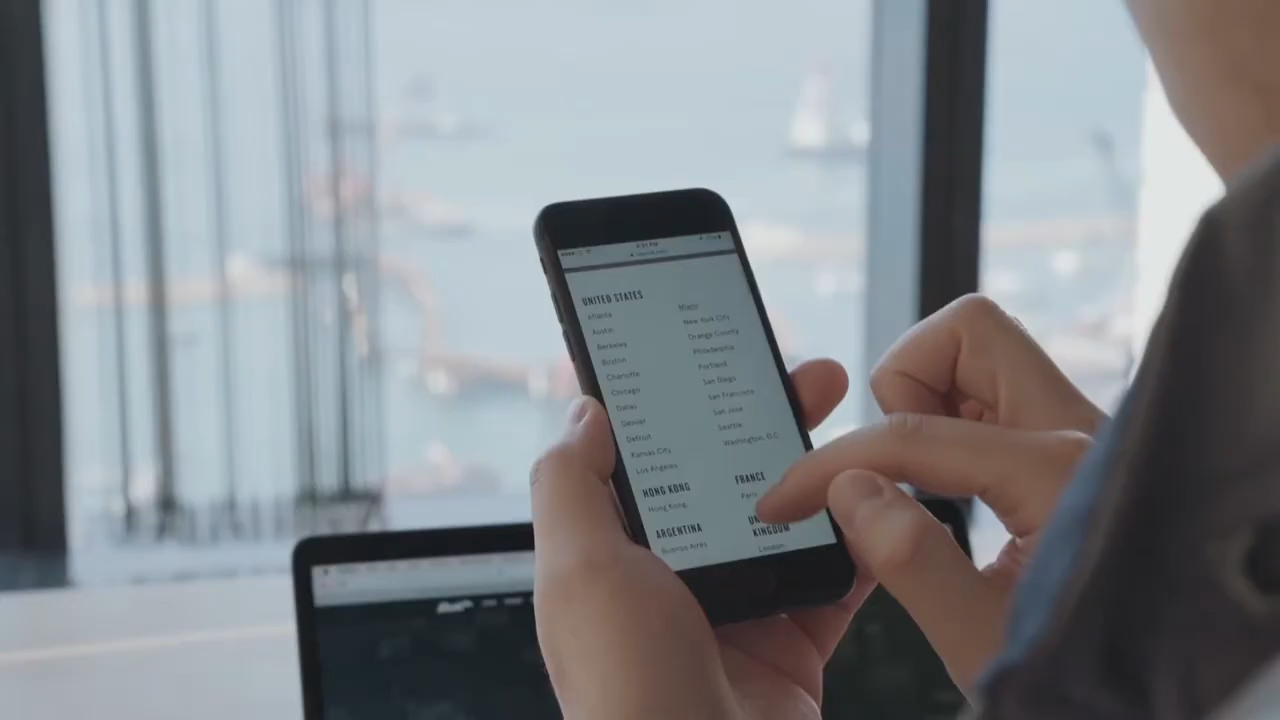 UNITED STATES
Atlanta
Austin
Berkeley
Boston
Charlotte
Chicago
Dallas
Denver
Detroit
Kansas City
Los Angeles
Miami
New York City
Orange County
Philadelphia
Portland
San Diego
San Francisco
San Jose
Seattle
Washington, D.C.
HONG KONG
Hong Kong
ARGENTINA
Buenos Aires
FRANCE
Paris
KINGDOM
London